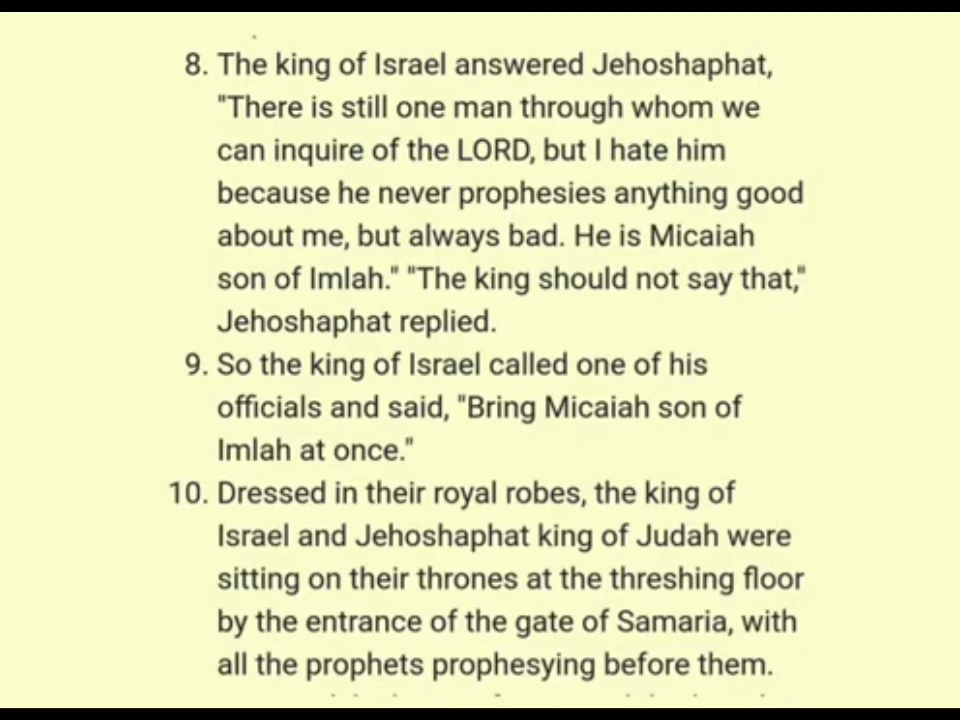 8. The king of Israel answered Jehoshaphat,
"There is still one man through whom we
can inquire of the LORD, but I hate him
because he never prophesies anything good
about me, but always bad. He is Micaiah
son of Imlah." "The king should not say that,"
Jehoshaphat replied.
9. So the king of Israel called one of his
officials and said, "Bring Micaiah son of
Imlah at once."
10. Dressed in their royal robes, the king of
Israel and Jehoshaphat king of Judah were
sitting on their thrones at the threshing floor
by the entrance of the gate of Samaria, with
all the prophets prophesying before them.